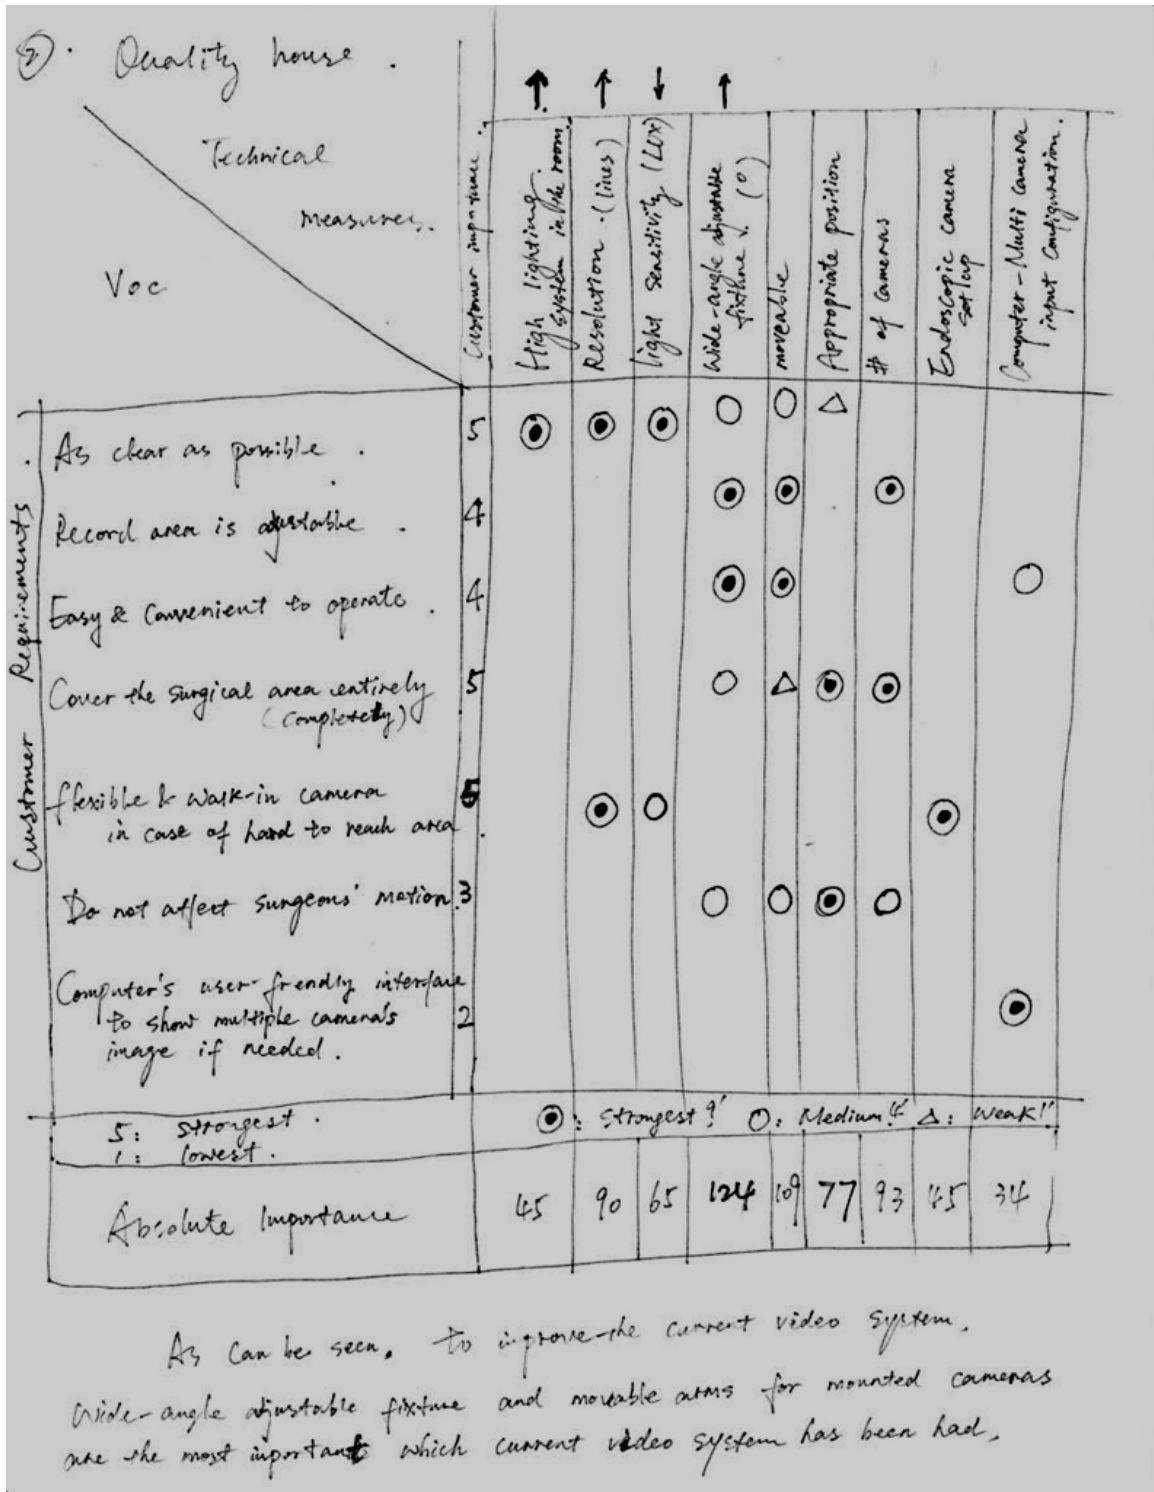 ②. Quality house .
Technical
measures.
Voc
Customer importance.
High lighting.
system in the room.
Resolution (lines)
light sensitivity (Lux)
Wide-angle adjustable
fixture (°)
moveable
Appropriate position
# of cameras
Endoscopic camera
set up
Computer-Multi Camera
input Configuration.
Customer Requirements
As clear as possible . 5
Record area is adjustable . 4
Easy & Convenient to operate . 4
Cover the surgical area entirely 5
(completely)
flexible & walk-in camera 5
in case of hard to reach area .
Do not affect surgeons' motion. 3
Computer's user-friendly interface
to show multiple camera's 2
image if needed .
5: strongest .
1: lowest .
◉: Strongest 9' ○: Medium '4' △: Weak '1'
Absolute Importance 45 90 65 124 109 77 93 45 34
As can be seen. to improve the current video system,
wide-angle adjustable fixture and moveable arms for mounted cameras
are the most important which current video system has been had.